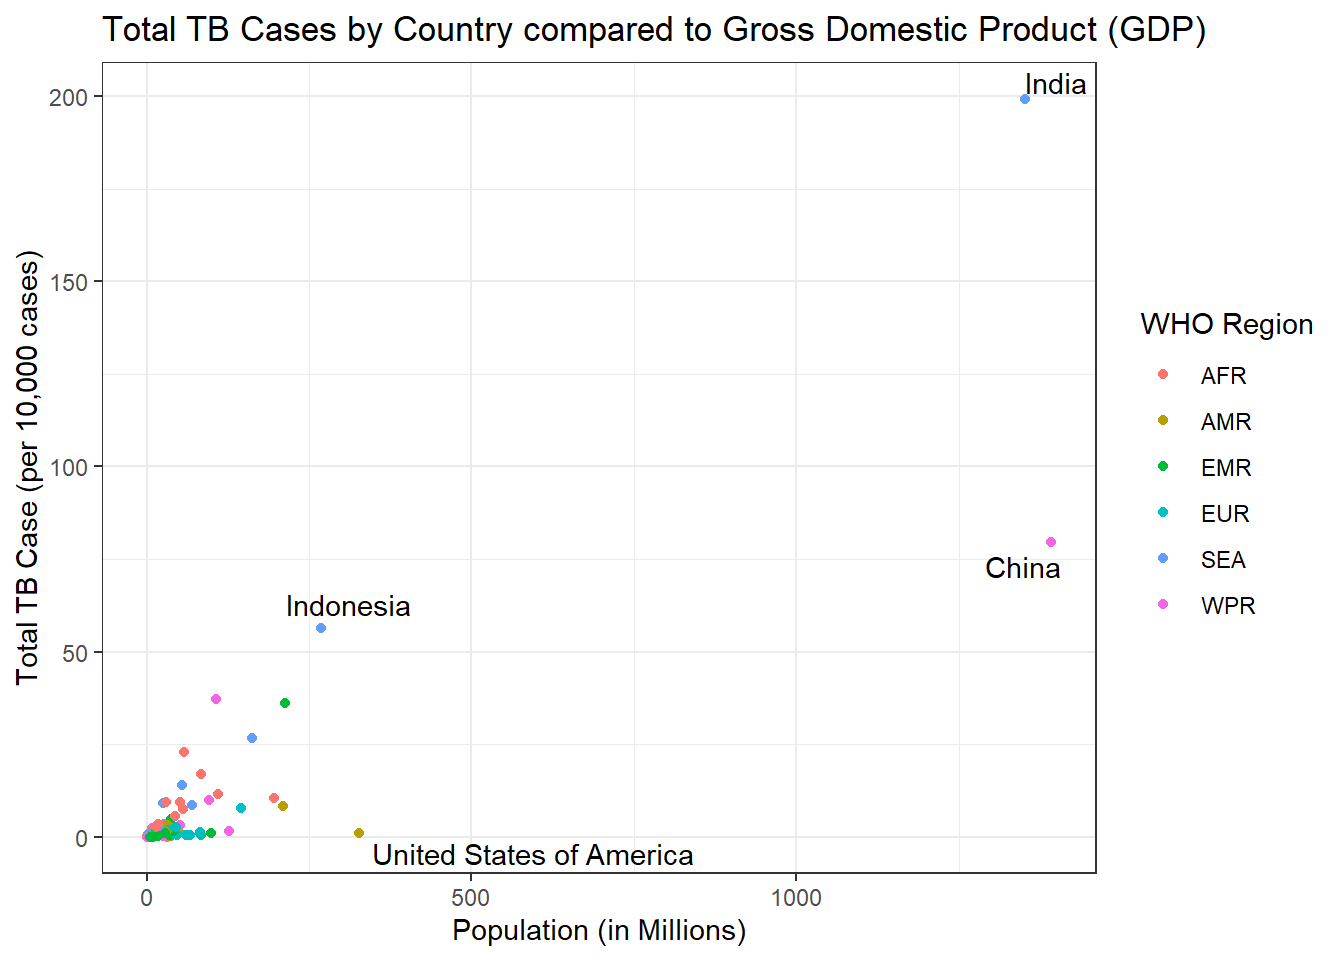 Total TB Cases by Country compared to Gross Domestic Product (GDP)
Total TB Case (per 10,000 cases)
200
150
100
50
0
India
China
Indonesia
United States of America
0 500 1000
Population (in Millions)
WHO Region
AFR
AMR
EMR
EUR
SEA
WPR